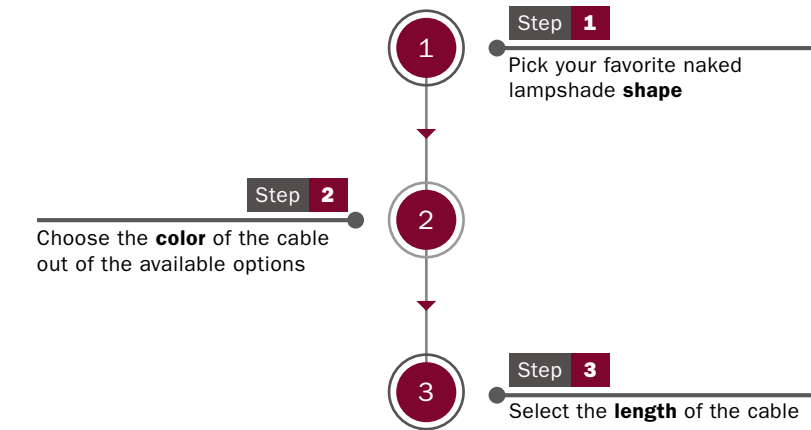 1
Step 1
Pick your favorite naked
lampshade shape
Step 2
2
Choose the color of the cable
out of the available options
3
Step 3
Select the length of the cable